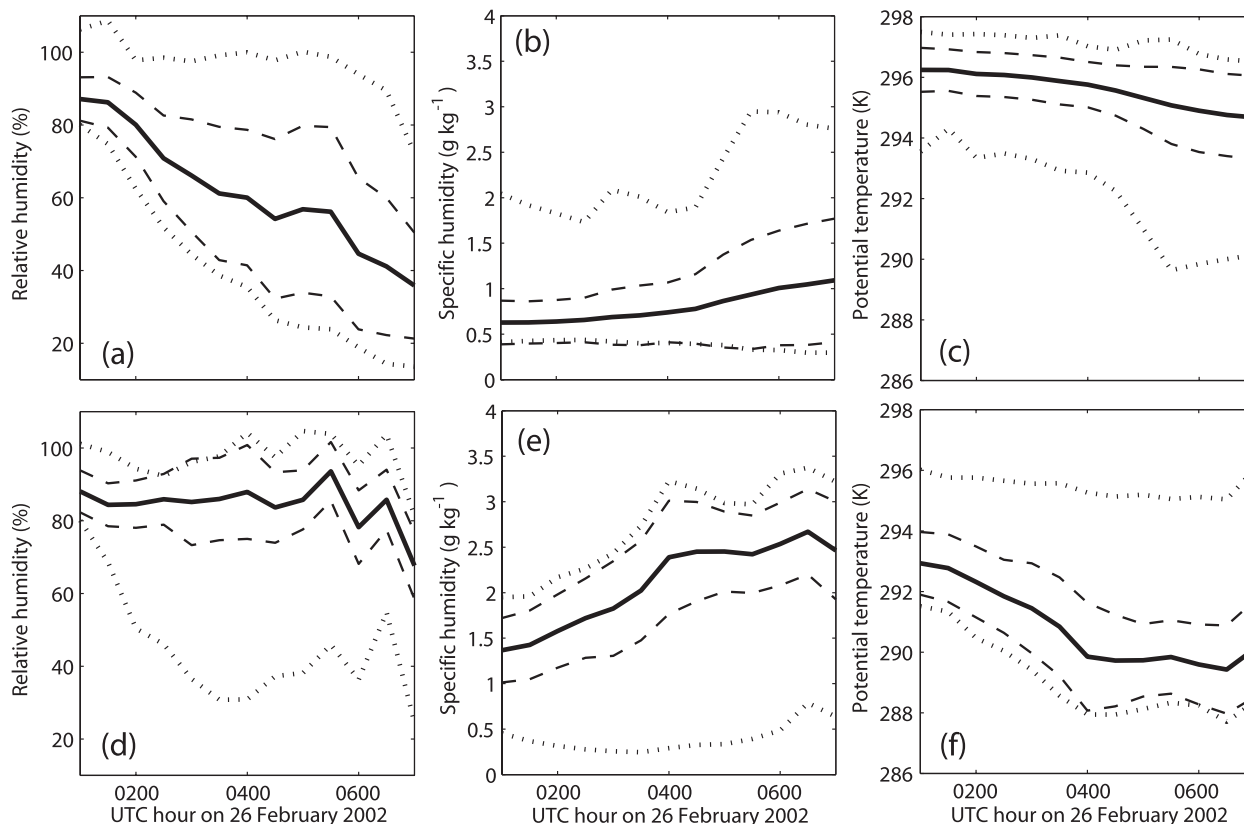 100
80
60
40
20
Relative humidity (%)
(a)
4
3.5
3
2.5
2
1.5
1
0.5
0
Specific humidity (g kg⁻¹)
(b)
298
296
294
292
290
288
286
Potential temperature (K)
(c)
100
80
60
40
20
Relative humidity (%)
(d)
0200 0400 0600
UTC hour on 26 February 2002
4
3.5
3
2.5
2
1.5
1
0.5
0
Specific humidity (g kg⁻¹)
(e)
0200 0400 0600
UTC hour on 26 February 2002
298
296
294
292
290
288
286
Potential temperature (K)
(f)
0200 0400 0600
UTC hour on 26 February 2002